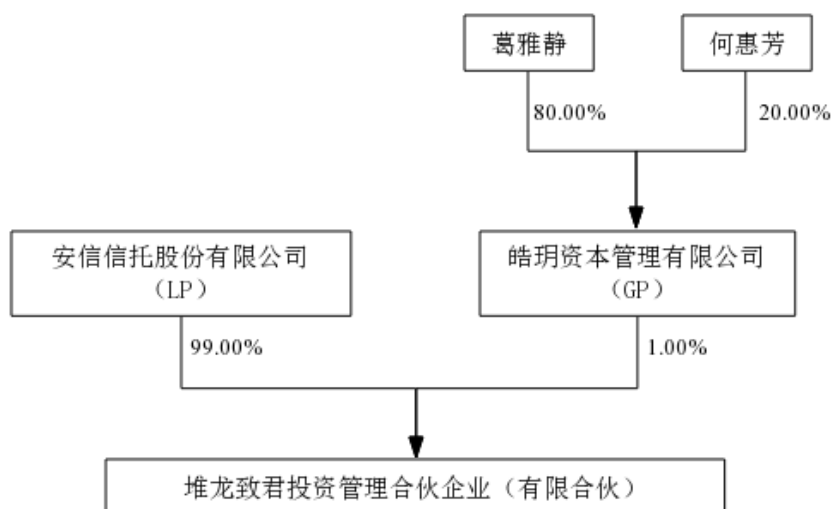 葛雅静
何惠芳
80.00%
20.00%
安信信托股份有限公司
（LP）
皓玥资本管理有限公司
（GP）
99.00%
1.00%
堆龙致君投资管理合伙企业（有限合伙）